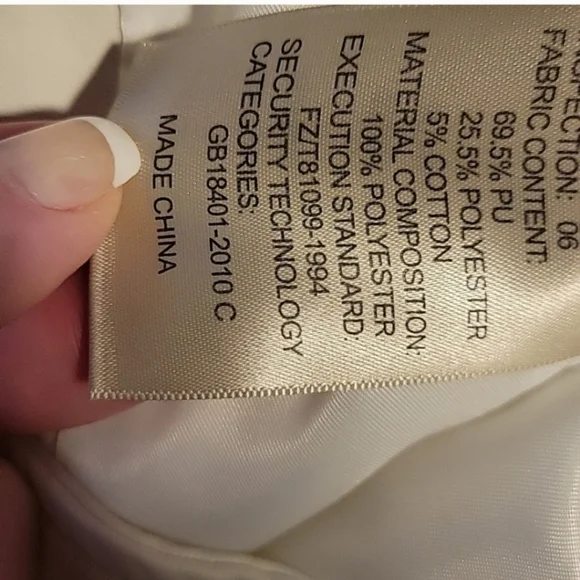 06
FABRIC CONTENT:
69.5% PU
25.5% POLYESTER
5% COTTON
MATERIAL COMPOSITION:
100% POLYESTER
EXECUTION STANDARD:
FZ/T81099-1994
SECURITY TECHNOLOGY
CATEGORIES:
GB18401-2010 C
MADE CHINA